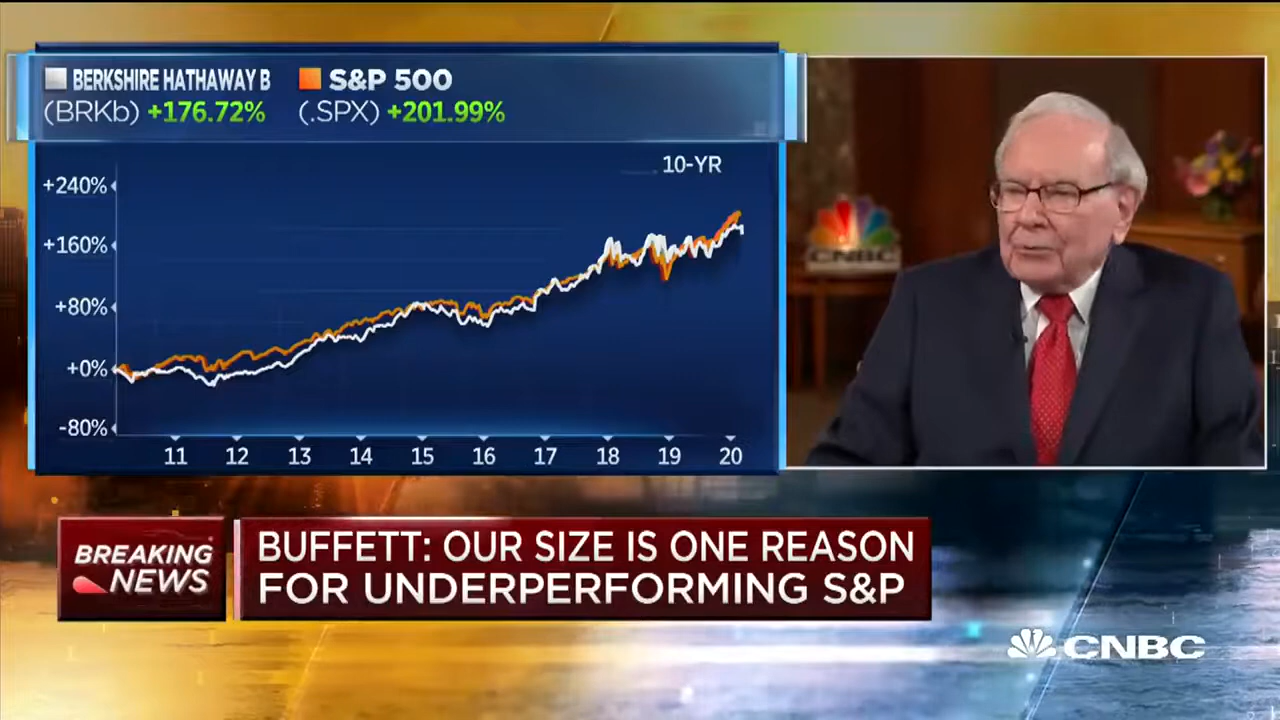 BERKSHIRE HATHAWAY B
S&P 500
(BRKb) +176.72%
(.SPX) +201.99%
10-YR
+240%
+160%
+80%
+0%
-80%
11 12 13 14 15 16 17 18 19 20
CNBC
BREAKING
NEWS
BUFFETT: OUR SIZE IS ONE REASON
FOR UNDERPERFORMING S&P
CNBC